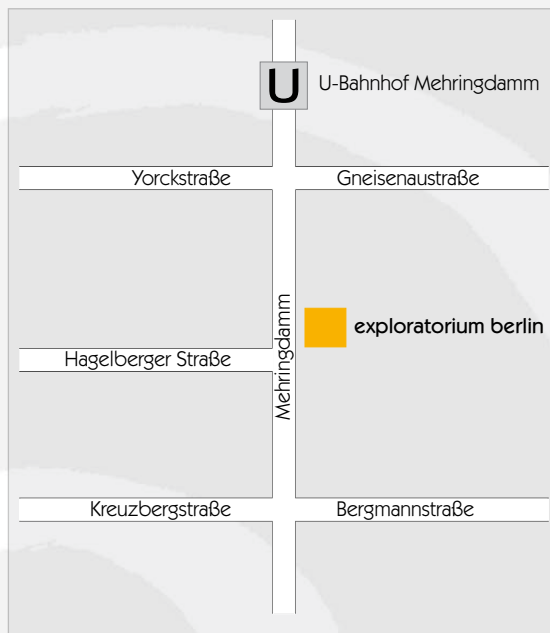 U
U-Bahnhof Mehringdamm
Yorckstraße
Gneisenaustraße
Mehringdamm
exploratorium berlin
Hagelberger Straße
Kreuzbergstraße
Bergmannstraße